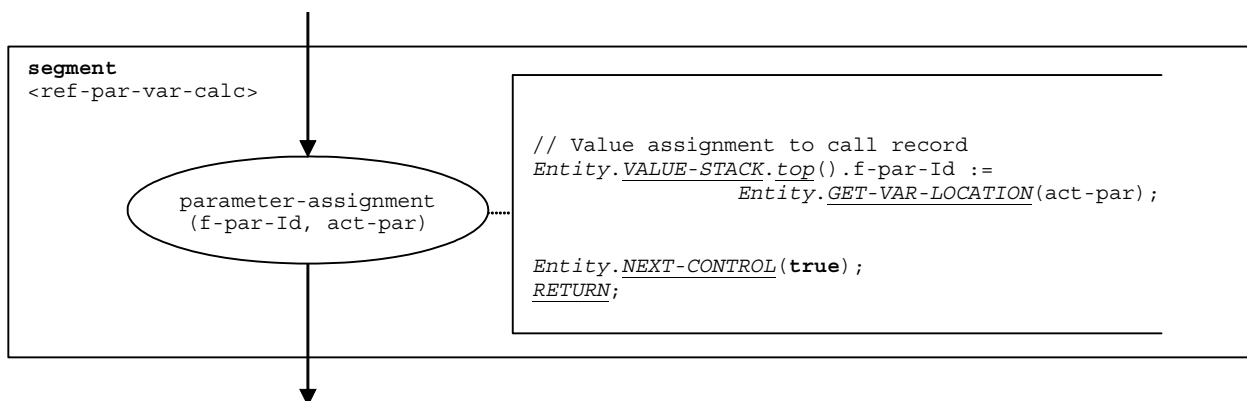 segment
<ref-par-var-calc>
parameter-assignment
(f-par-Id, act-par)
// Value assignment to call record
Entity.VALUE-STACK.top().f-par-Id :=
Entity.GET-VAR-LOCATION(act-par);
Entity.NEXT-CONTROL(true);
RETURN;